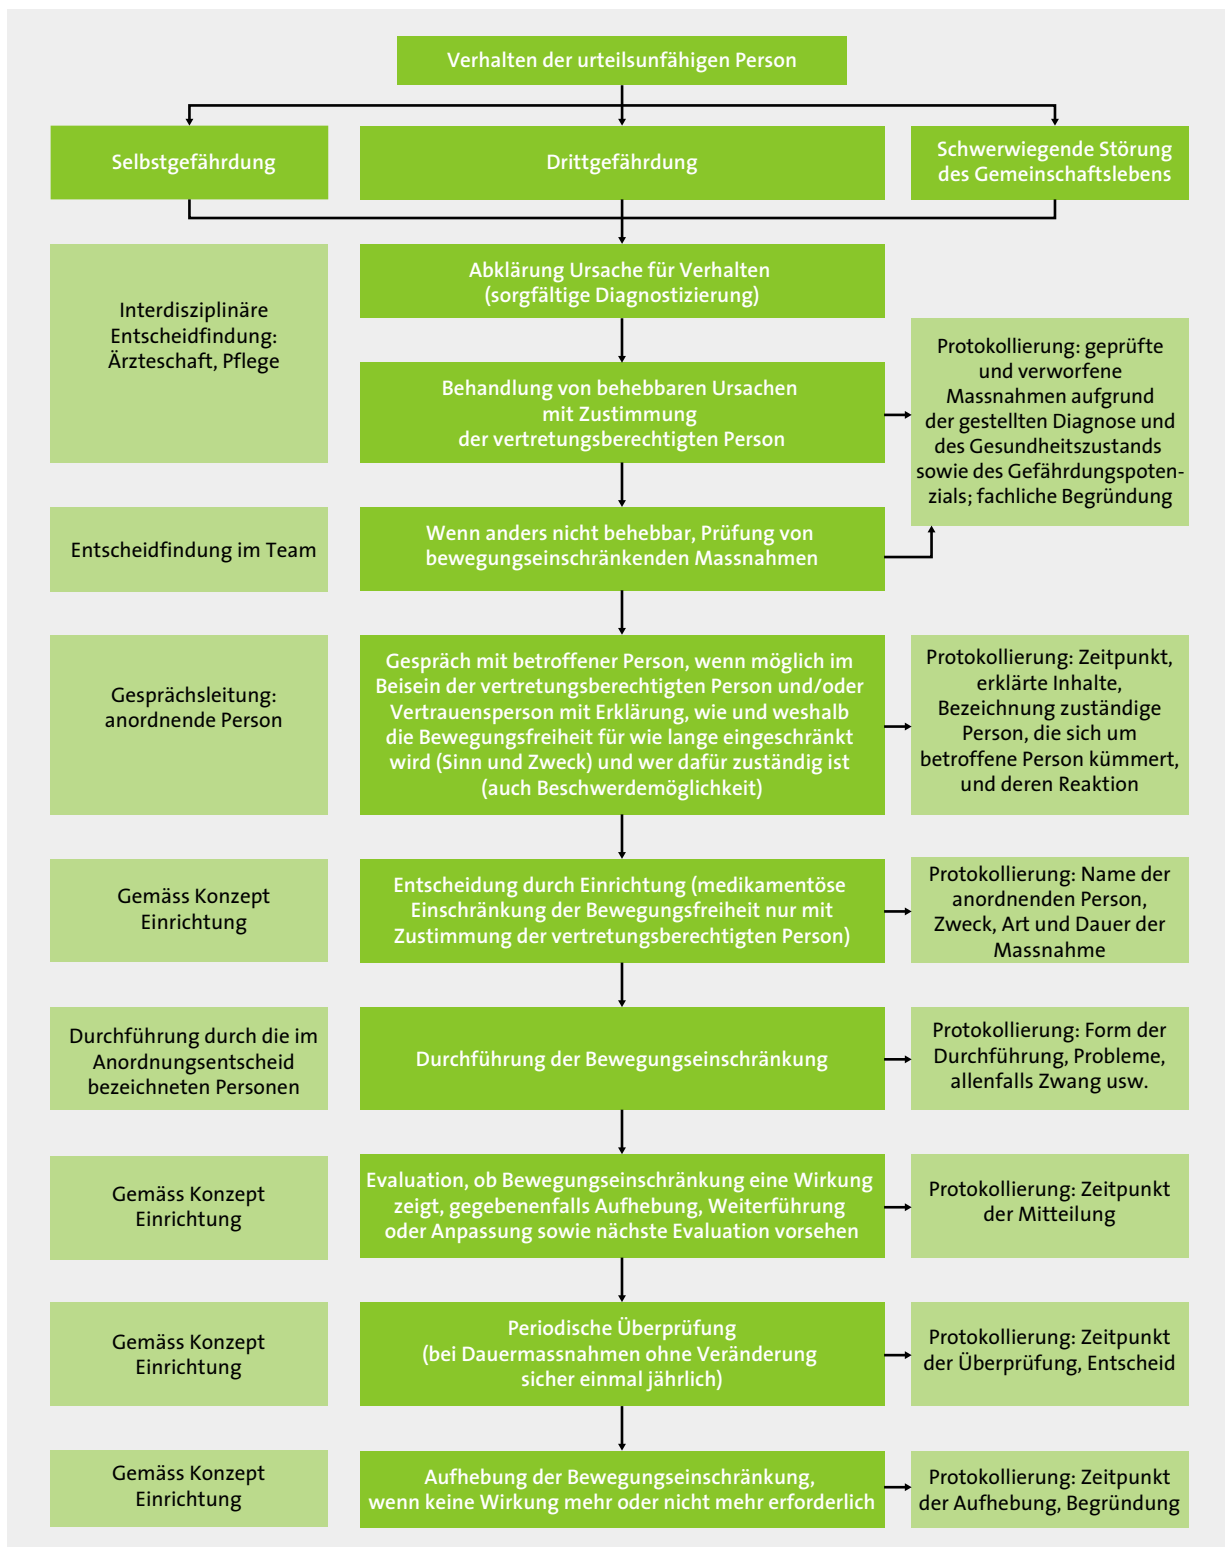 Verhalten der urteilsunfähigen Person
Selbstgefährdung
Drittgefährdung
Schwerwiegende Störung
des Gemeinschaftslebens
Interdisziplinäre
Entscheidfindung:
Ärzteschaft, Pflege
Abklärung Ursache für Verhalten
(sorgfältige Diagnostizierung)
Behandlung von behebbaren Ursachen
mit Zustimmung
der vertretungsberechtigten Person
Protokollierung: geprüfte
und verworfene
Massnahmen aufgrund
der gestellten Diagnose und
des Gesundheitszustands
sowie des Gefährdungspoten-
zials; fachliche Begründung
Entscheidfindung im Team
Wenn anders nicht behebbar, Prüfung von
bewegungseinschränkenden Massnahmen
Gesprächsleitung:
anordnende Person
Gespräch mit betroffener Person, wenn möglich im
Beisein der vertretungsberechtigten Person und/oder
Vertrauensperson mit Erklärung, wie und weshalb
die Bewegungsfreiheit für wie lange eingeschränkt
wird (Sinn und Zweck) und wer dafür zuständig ist
(auch Beschwerdemöglichkeit)
Protokollierung: Zeitpunkt,
erklärte Inhalte,
Bezeichnung zuständige
Person, die sich um
betroffene Person kümmert,
und deren Reaktion
Gemäss Konzept
Einrichtung
Entscheidung durch Einrichtung (medikamentöse
Einschränkung der Bewegungsfreiheit nur mit
Zustimmung der vertretungsberechtigten Person)
Protokollierung: Name der
anordnenden Person,
Zweck, Art und Dauer der
Massnahme
Durchführung durch die im
Anordnungsentscheid
bezeichneten Personen
Durchführung der Bewegungseinschränkung
Protokollierung: Form der
Durchführung, Probleme,
allenfalls Zwang usw.
Gemäss Konzept
Einrichtung
Evaluation, ob Bewegungseinschränkung eine Wirkung
zeigt, gegebenenfalls Aufhebung, Weiterführung
oder Anpassung sowie nächste Evaluation vorsehen
Protokollierung: Zeitpunkt
der Mitteilung
Gemäss Konzept
Einrichtung
Periodische Überprüfung
(bei Dauermassnahmen ohne Veränderung
sicher einmal jährlich)
Protokollierung: Zeitpunkt
der Überprüfung, Entscheid
Gemäss Konzept
Einrichtung
Aufhebung der Bewegungseinschränkung,
wenn keine Wirkung mehr oder nicht mehr erforderlich
Protokollierung: Zeitpunkt
der Aufhebung, Begründung